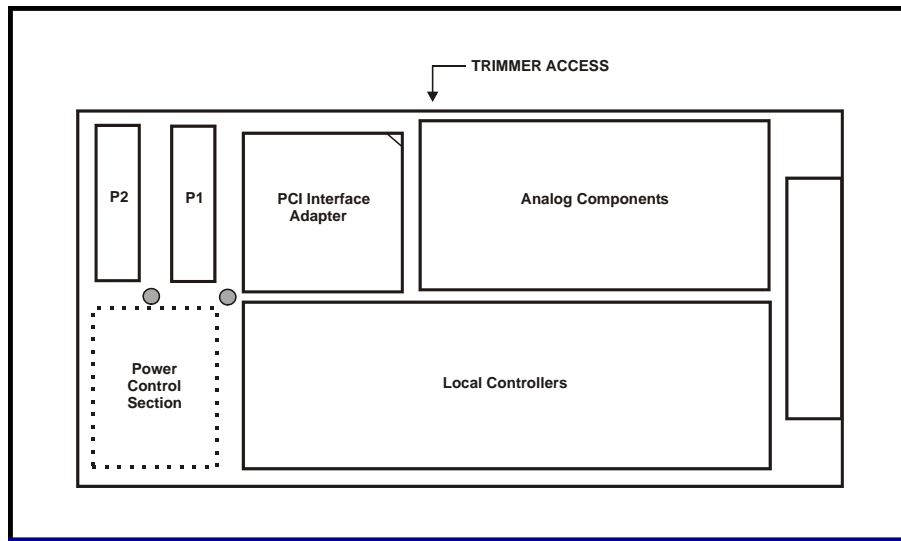 TRIMMER ACCESS
P2
P1
PCI Interface
Adapter
Analog Components
Power
Control
Section
Local Controllers